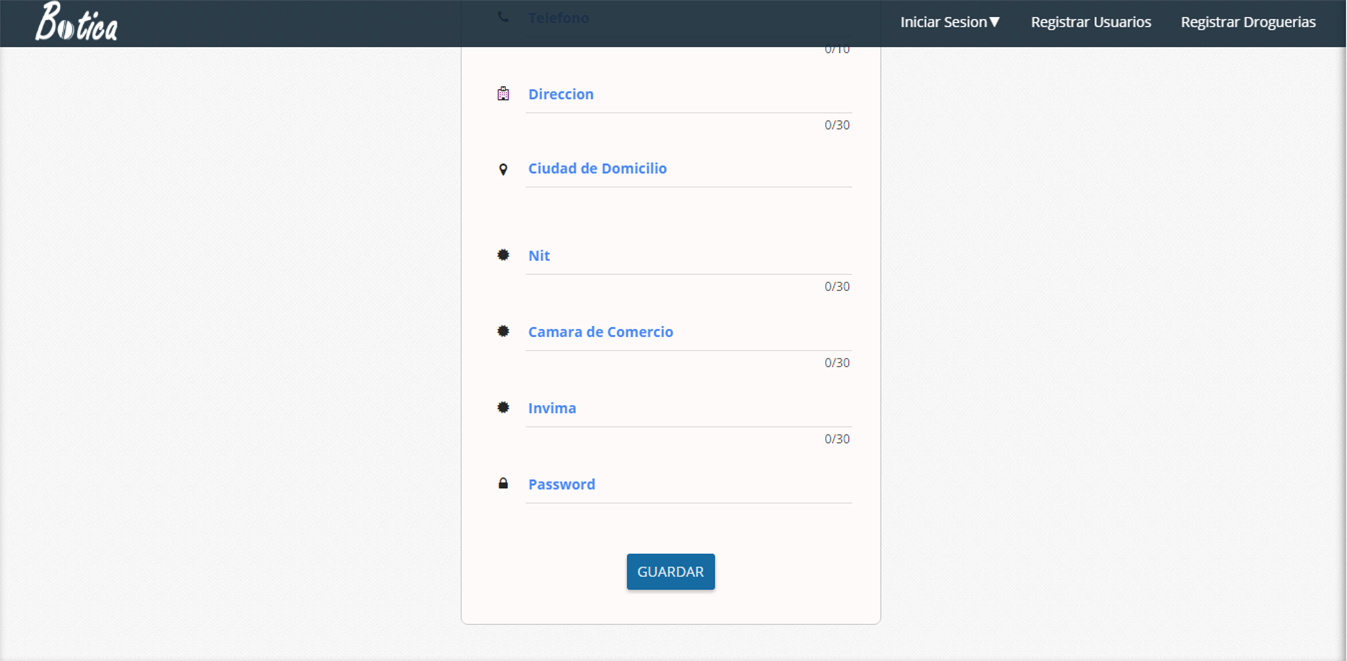 Botica
Iniciar Sesion▼ Registrar Usuarios Registrar Droguerias
Telefono
0/10
Direccion
0/30
Ciudad de Domicilio
Nit
0/30
Camara de Comercio
0/30
Invima
0/30
Password
GUARDAR